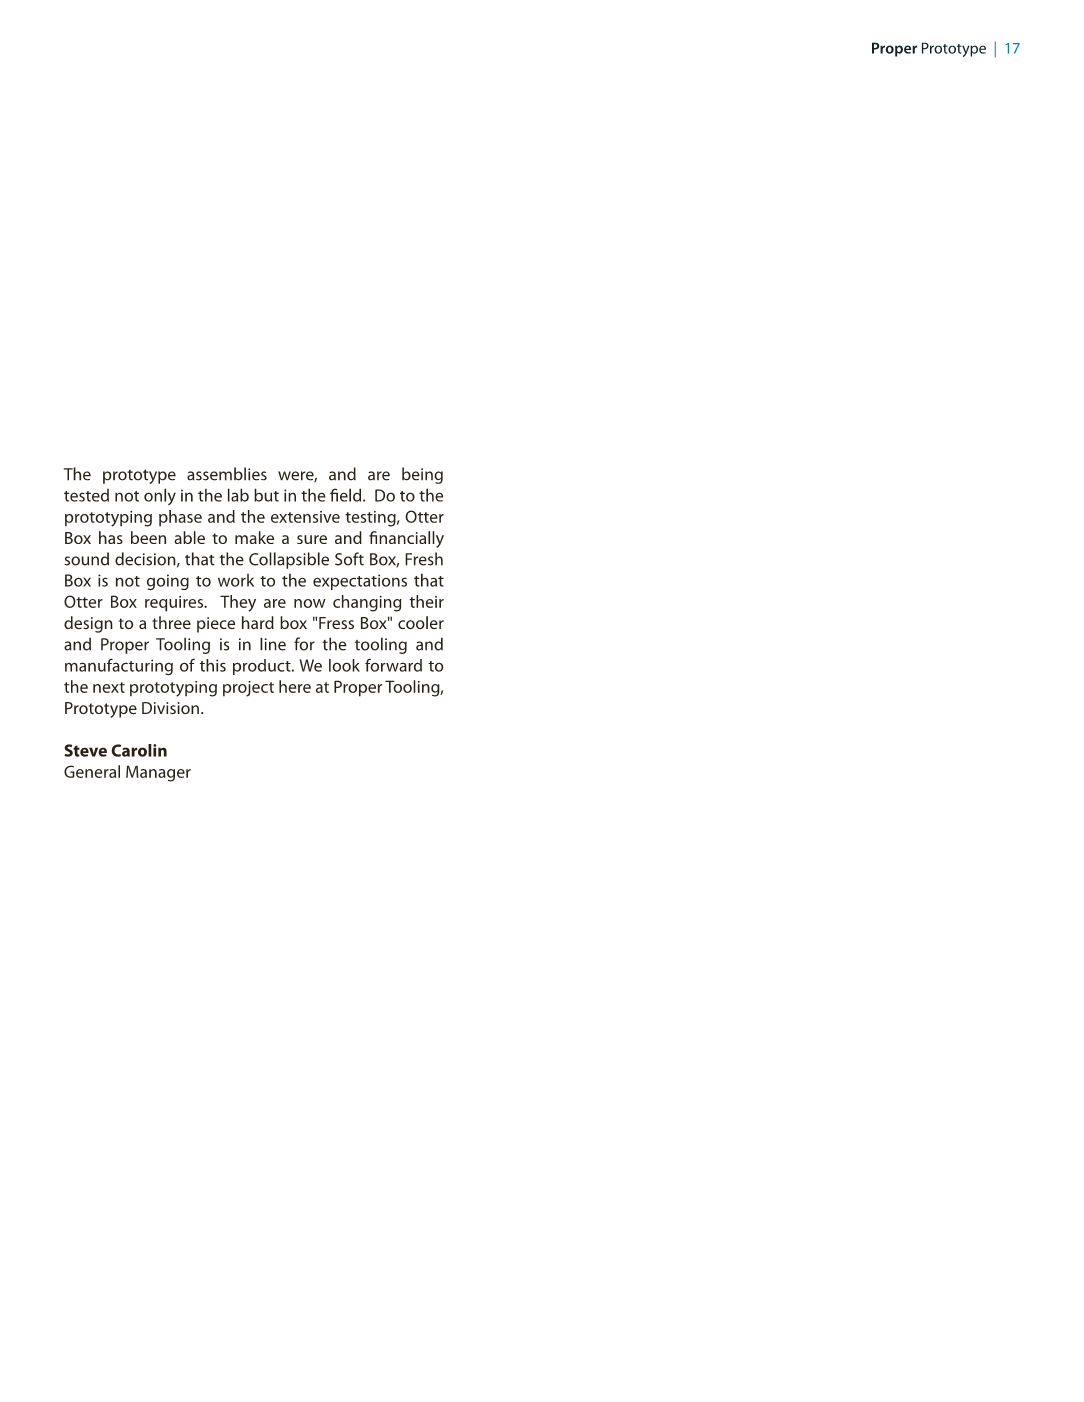 Proper Prototype | 17
The prototype assemblies were, and are being
tested not only in the lab but in the field.  Do to the
prototyping phase and the extensive testing, Otter
Box has been able to make a sure and financially
sound decision, that the Collapsible Soft Box, Fresh
Box is not going to work to the expectations that
Otter Box requires.  They are now changing their
design to a three piece hard box "Fress Box" cooler
and Proper Tooling is in line for the tooling and
manufacturing of this product. We look forward to
the next prototyping project here at Proper Tooling,
Prototype Division.
Steve Carolin
General Manager